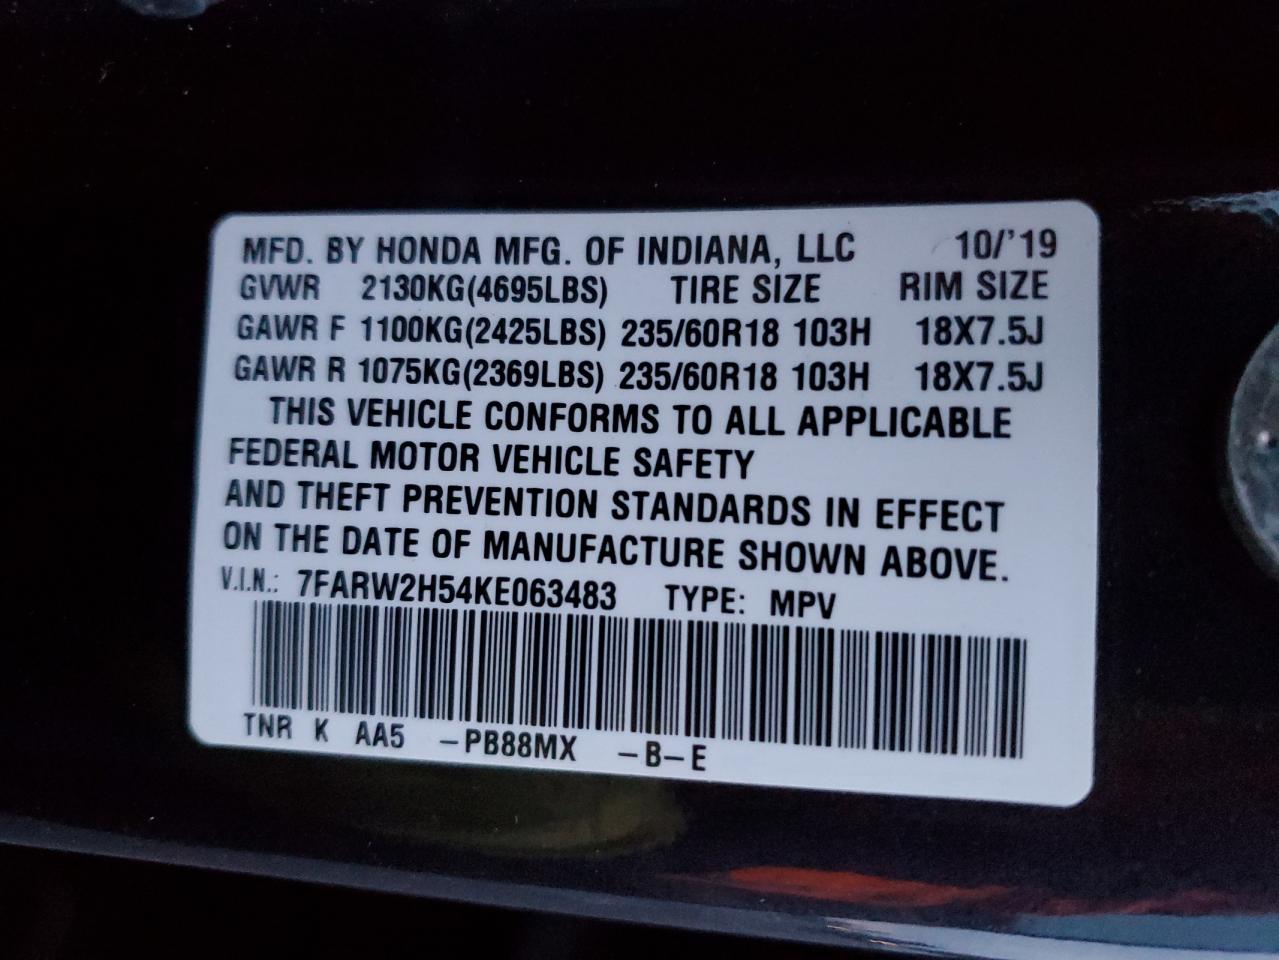 MFD. BY HONDA MFG. OF INDIANA, LLC 10/'19
GVWR 2130KG(4695LBS) TIRE SIZE RIM SIZE
GAWR F 1100KG(2425LBS) 235/60R18 103H 18X7.5J
GAWR R 1075KG(2369LBS) 235/60R18 103H 18X7.5J
THIS VEHICLE CONFORMS TO ALL APPLICABLE
FEDERAL MOTOR VEHICLE SAFETY
AND THEFT PREVENTION STANDARDS IN EFFECT
ON THE DATE OF MANUFACTURE SHOWN ABOVE.
V.I.N.: 7FARW2H54KE063483 TYPE: MPV
TNR K AA5 -PB88MX -B-E